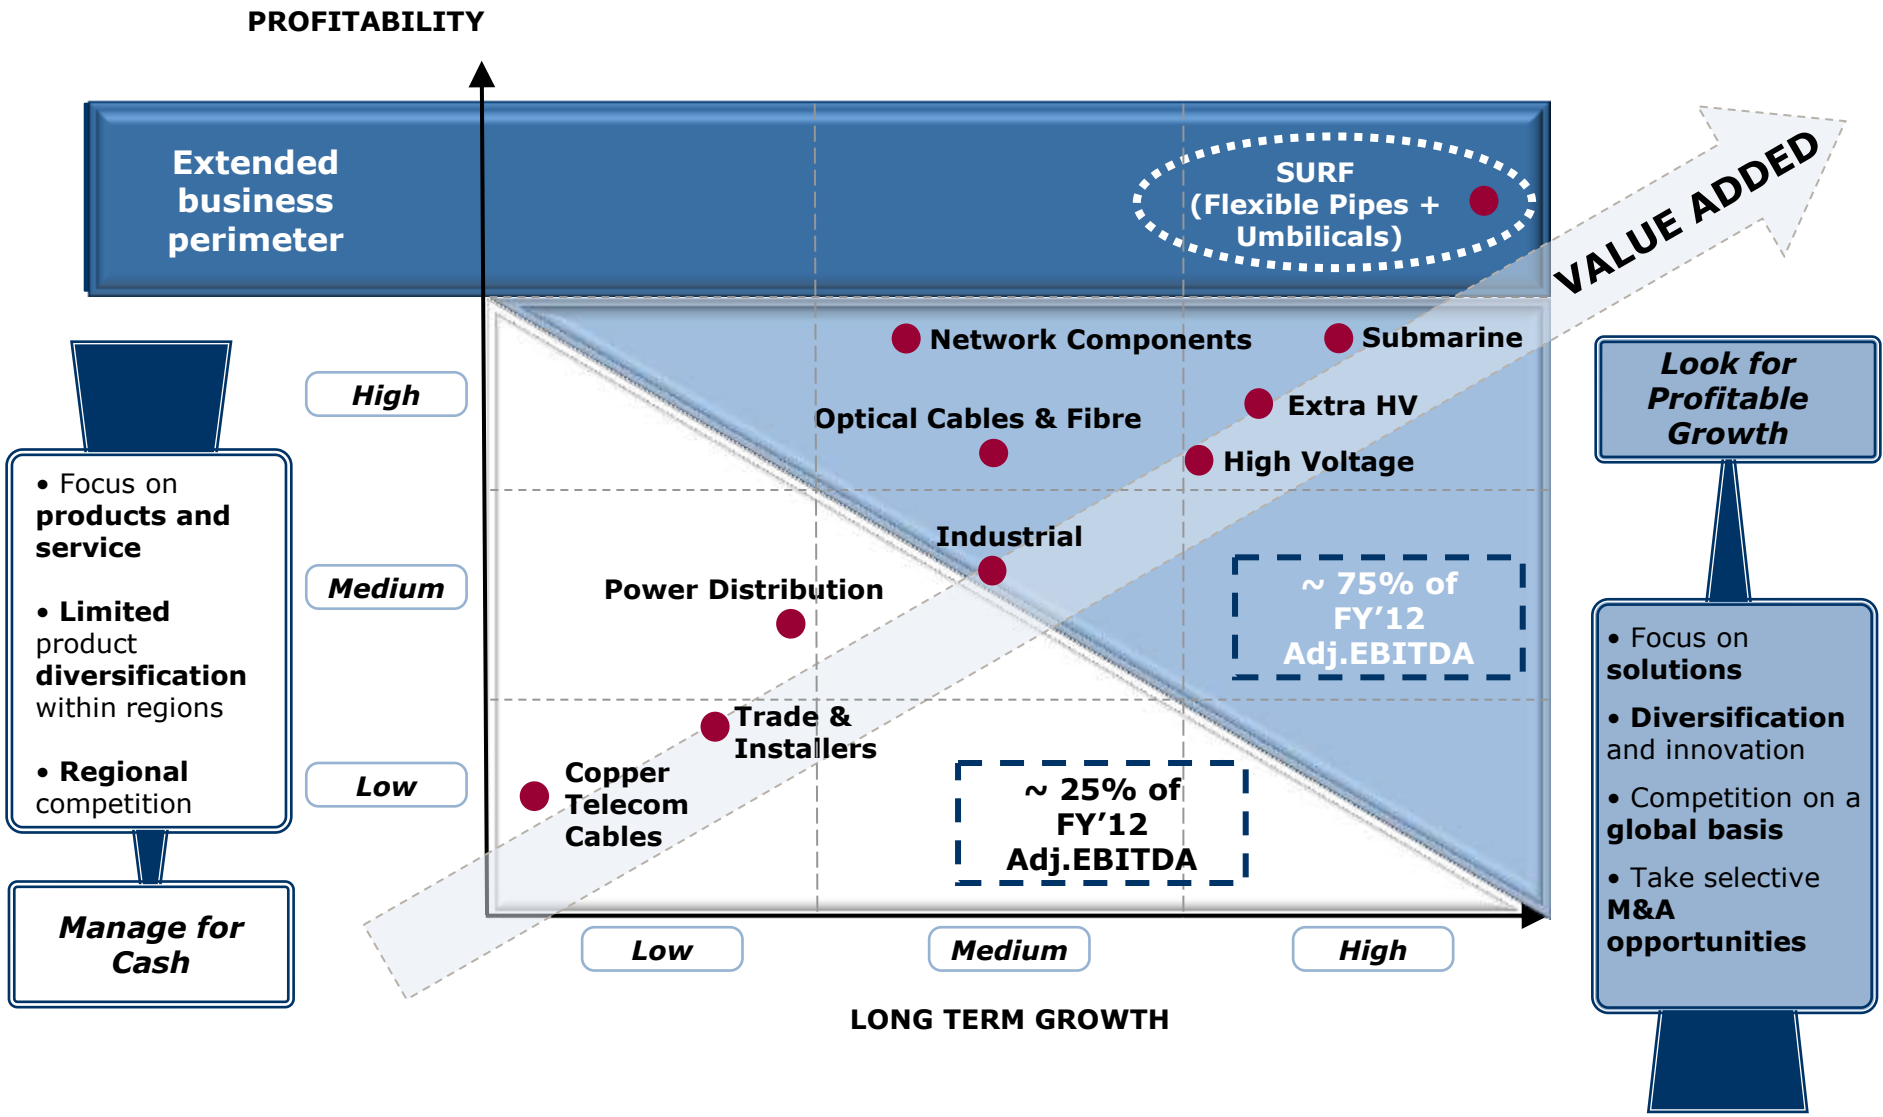 PROFITABILITY
Extended
business
perimeter
SURF
(Flexible Pipes +
Umbilicals)
VALUE ADDED
Network Components
Submarine
Extra HV
Optical Cables & Fibre
High Voltage
Industrial
Power Distribution
Trade &
Installers
Copper
Telecom
Cables
~ 75% of
FY’12
Adj.EBITDA
~ 25% of
FY’12
Adj.EBITDA
High
Medium
Low
Low
Medium
High
LONG TERM GROWTH
• Focus on
products and
service
• Limited
product
diversification
within regions
• Regional
competition
Manage for
Cash
Look for
Profitable
Growth
• Focus on
solutions
• Diversification
and innovation
• Competition on a
global basis
• Take selective
M&A
opportunities